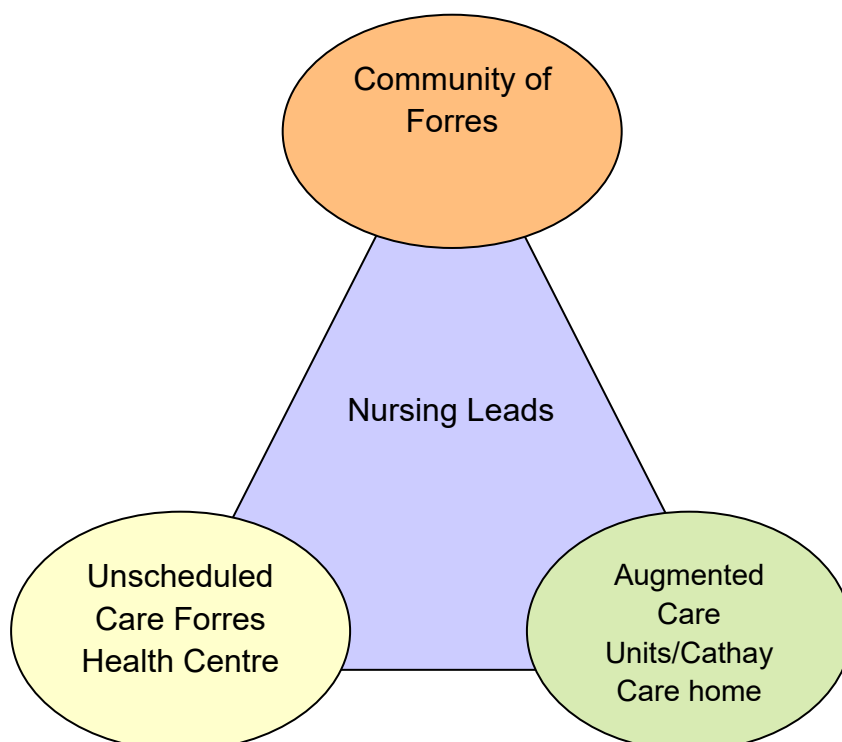 Community of
Forres
Nursing Leads
Unscheduled
Care Forres
Health Centre
Augmented
Care
Units/Cathay
Care home